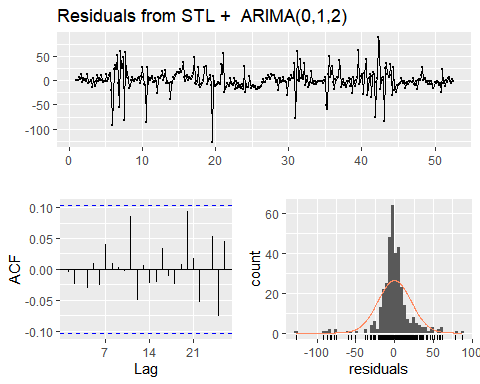 Residuals from STL +  ARIMA(0,1,2)
50
0
-50
-100
0 10 20 30 40 50
0.10
0.05
0.00
-0.05
-0.10
ACF
7 14 21
Lag
60
40
20
0
count
-100 -50 0 50 100
residuals